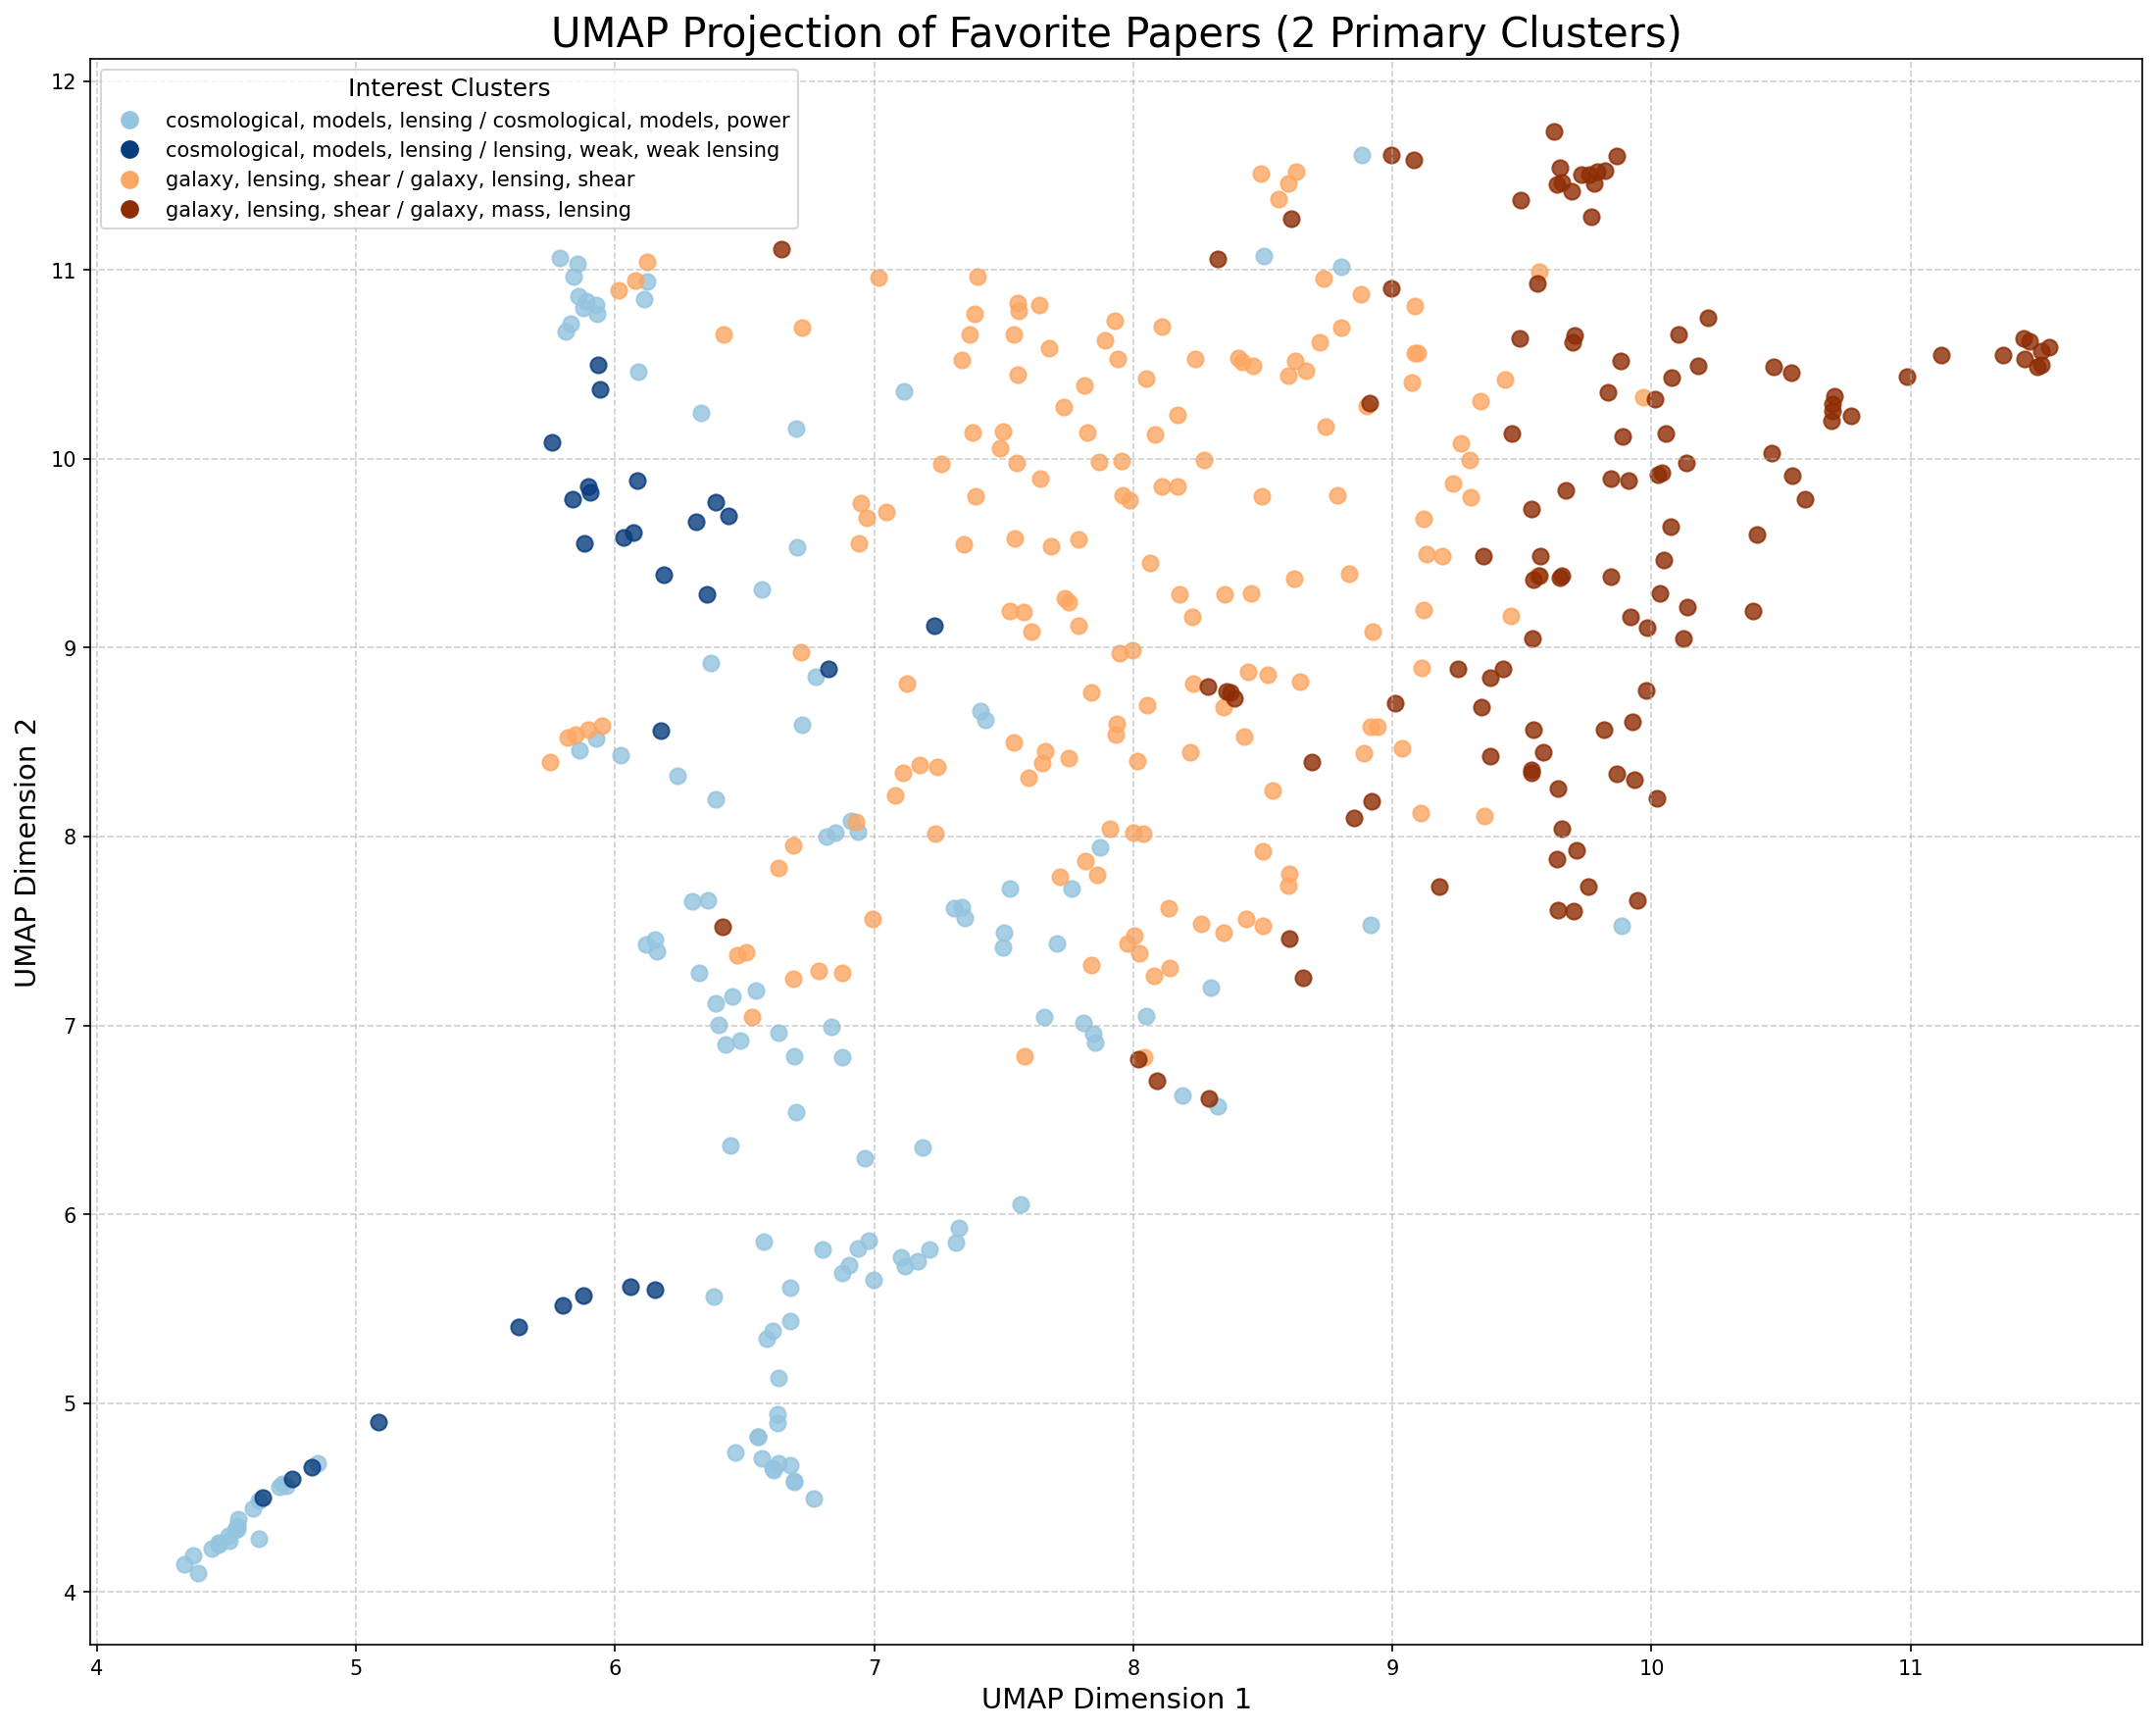 UMAP Projection of Favorite Papers (2 Primary Clusters)
Interest Clusters
cosmological, models, lensing / cosmological, models, power
cosmological, models, lensing / lensing, weak, weak lensing
galaxy, lensing, shear / galaxy, lensing, shear
galaxy, lensing, shear / galaxy, mass, lensing
UMAP Dimension 2
12
11
10
9
8
7
6
5
4
4 5 6 7 8 9 10 11
UMAP Dimension 1